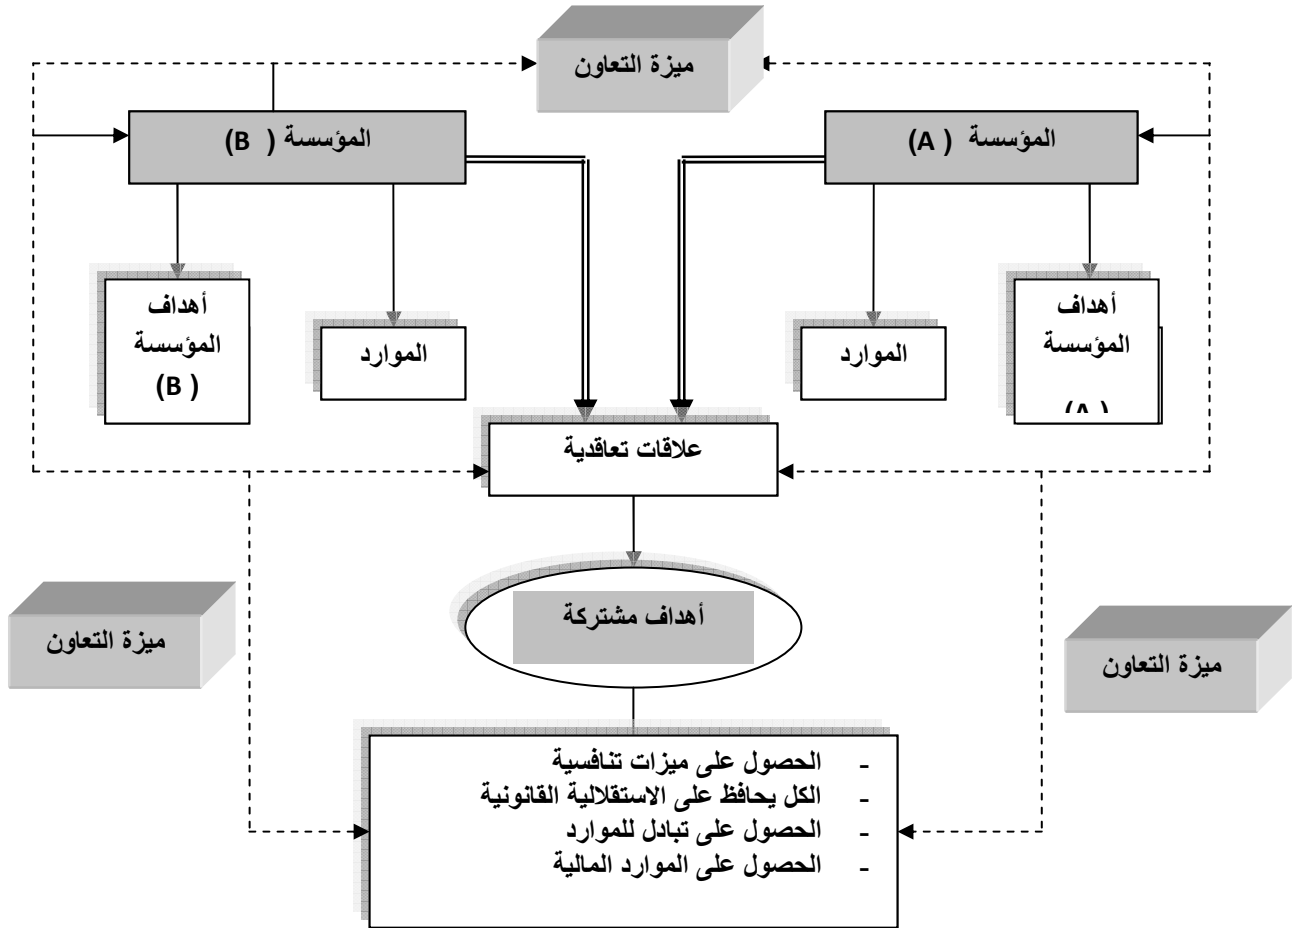 ميزة التعاون
المؤسسة ( A)
المؤسسة ( B)
أهداف
المؤسسة
(A )
الموارد
الموارد
أهداف
المؤسسة
(B )
علاقات تعاقدية
أهداف مشتركة
ميزة التعاون
ميزة التعاون
- الحصول على ميزات تنافسية
- الكل يحافظ على الاستقلالية القانونية
- الحصول على تبادل للموارد
- الحصول على الموارد المالية